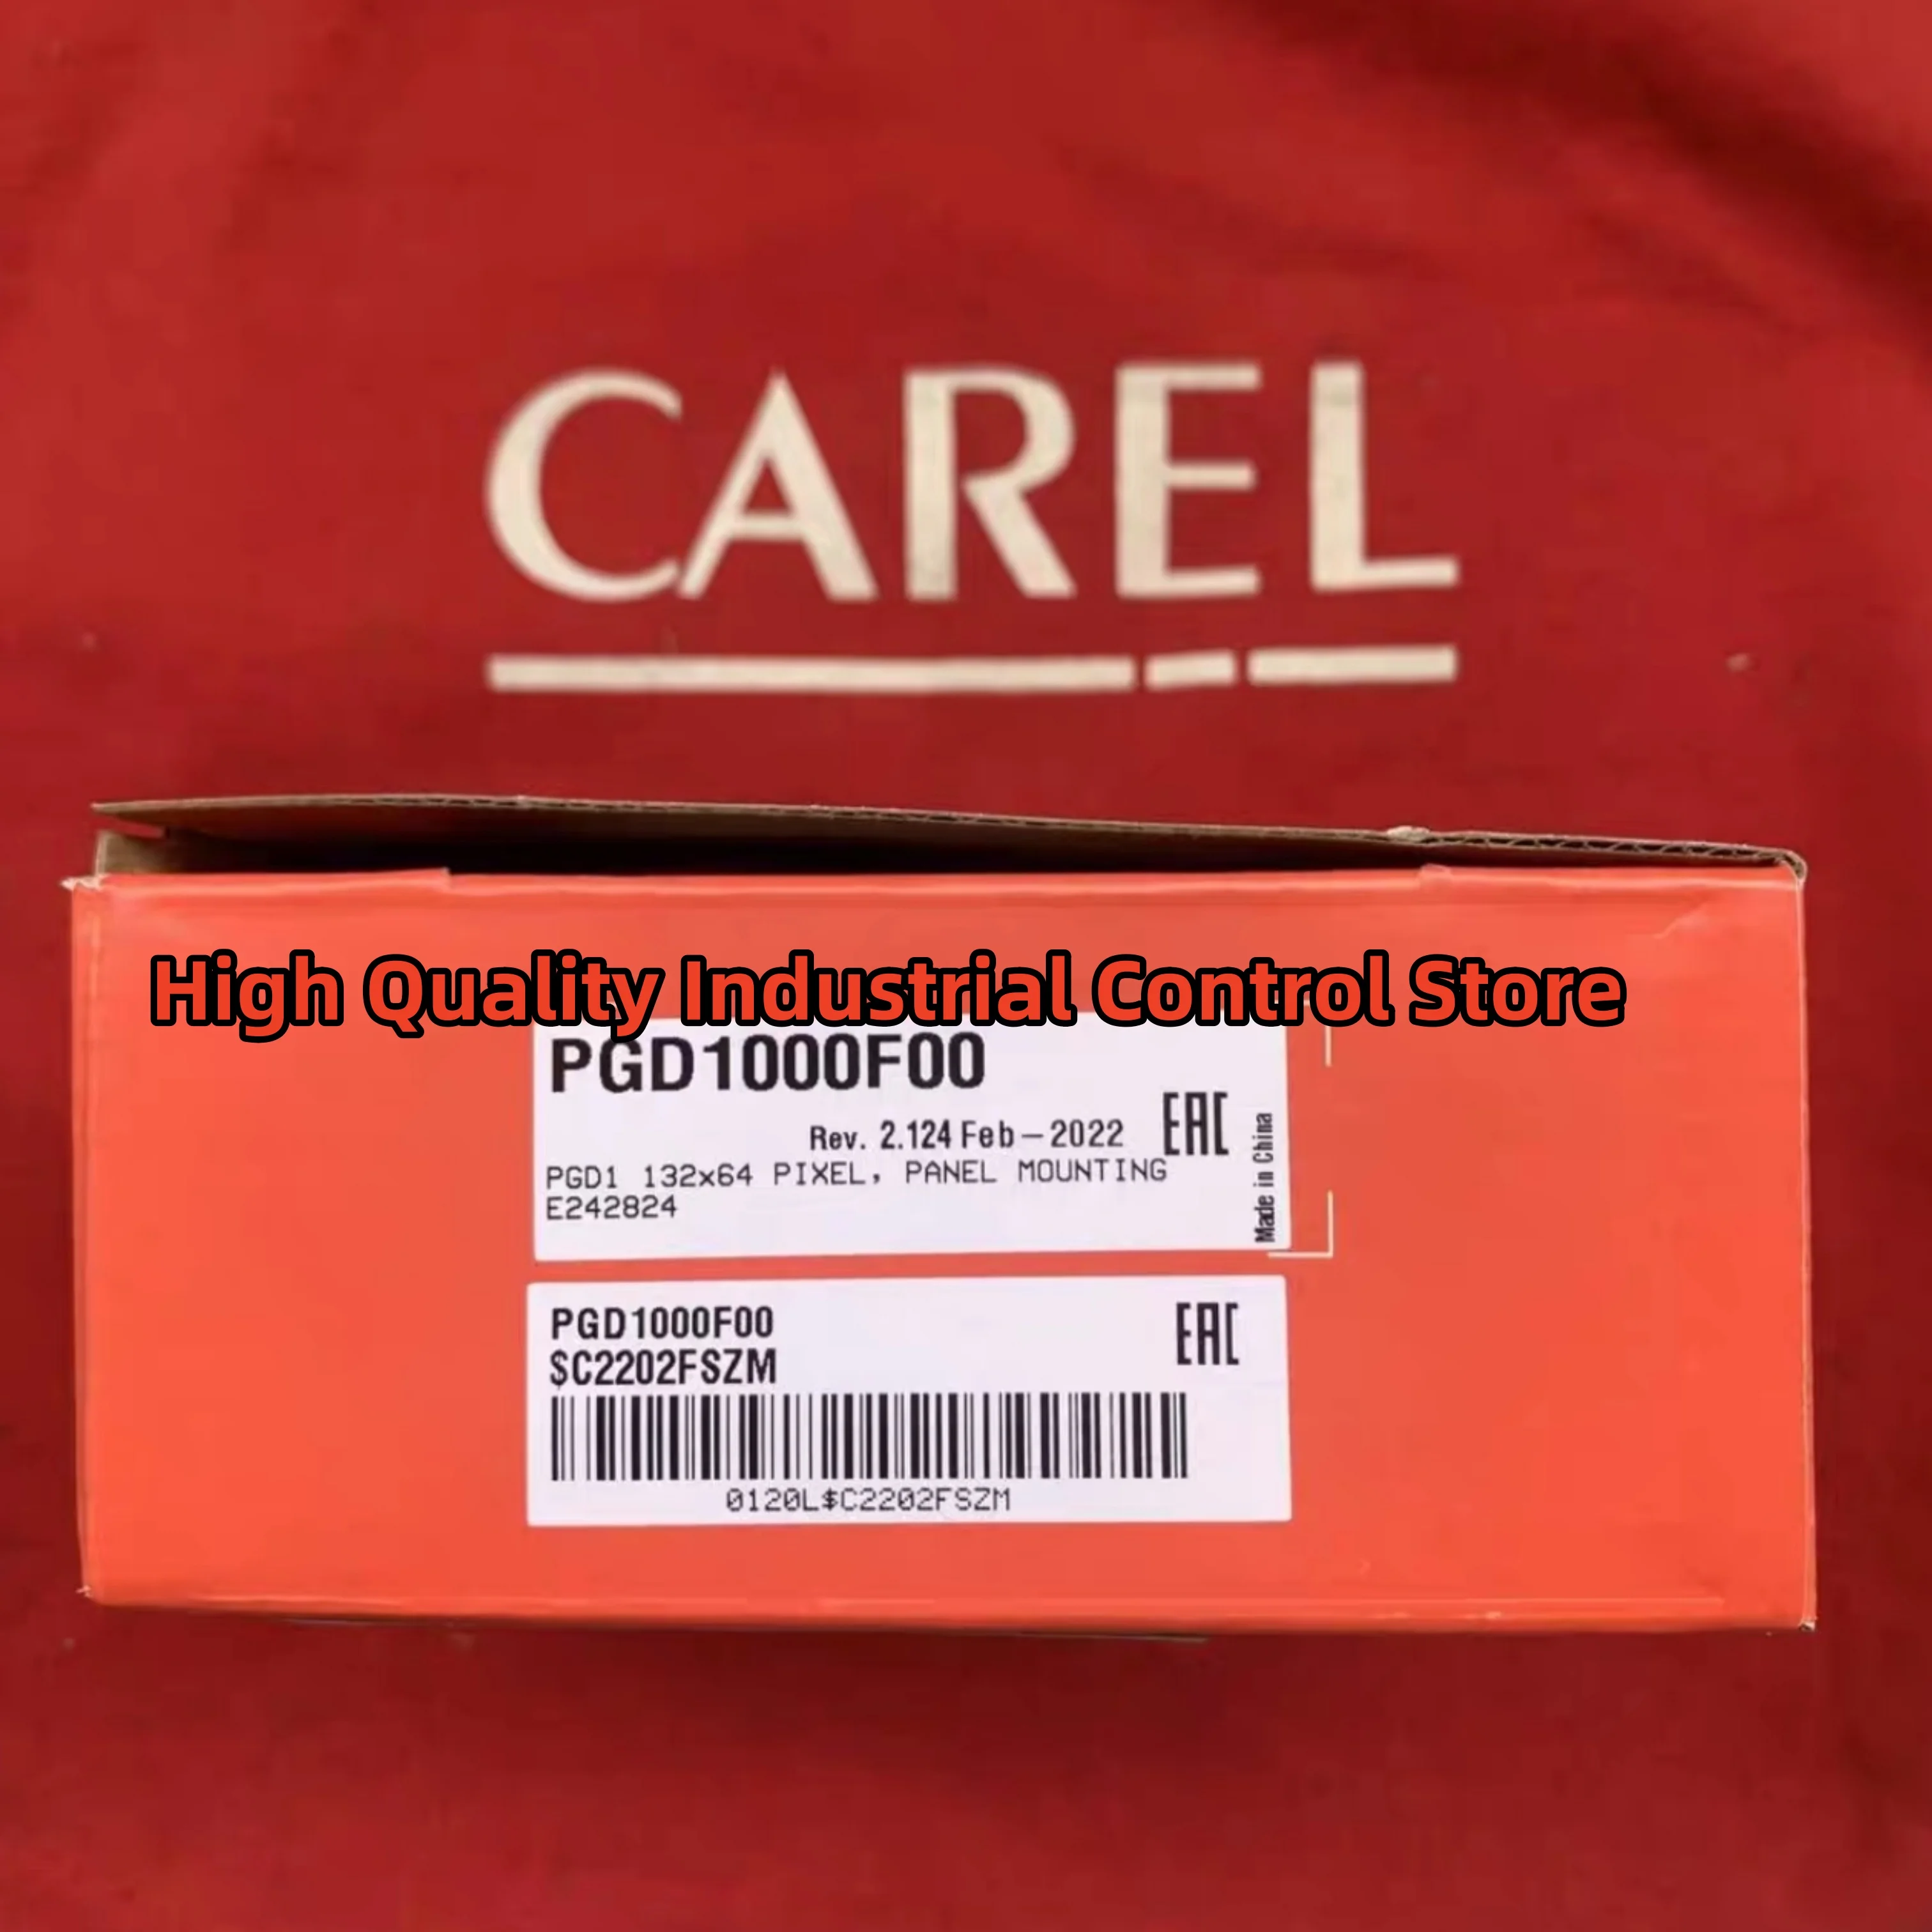 CAREL
High Quality Industrial Control Store
PGD1000F00
Rev. 2.124 Feb-2022
EAC
PGD1 132x64 PIXEL, PANEL MOUNTING
E242824
Made in China
PGD1000F00
EAC
$C2202FSZM
0120L$C2202FSZM